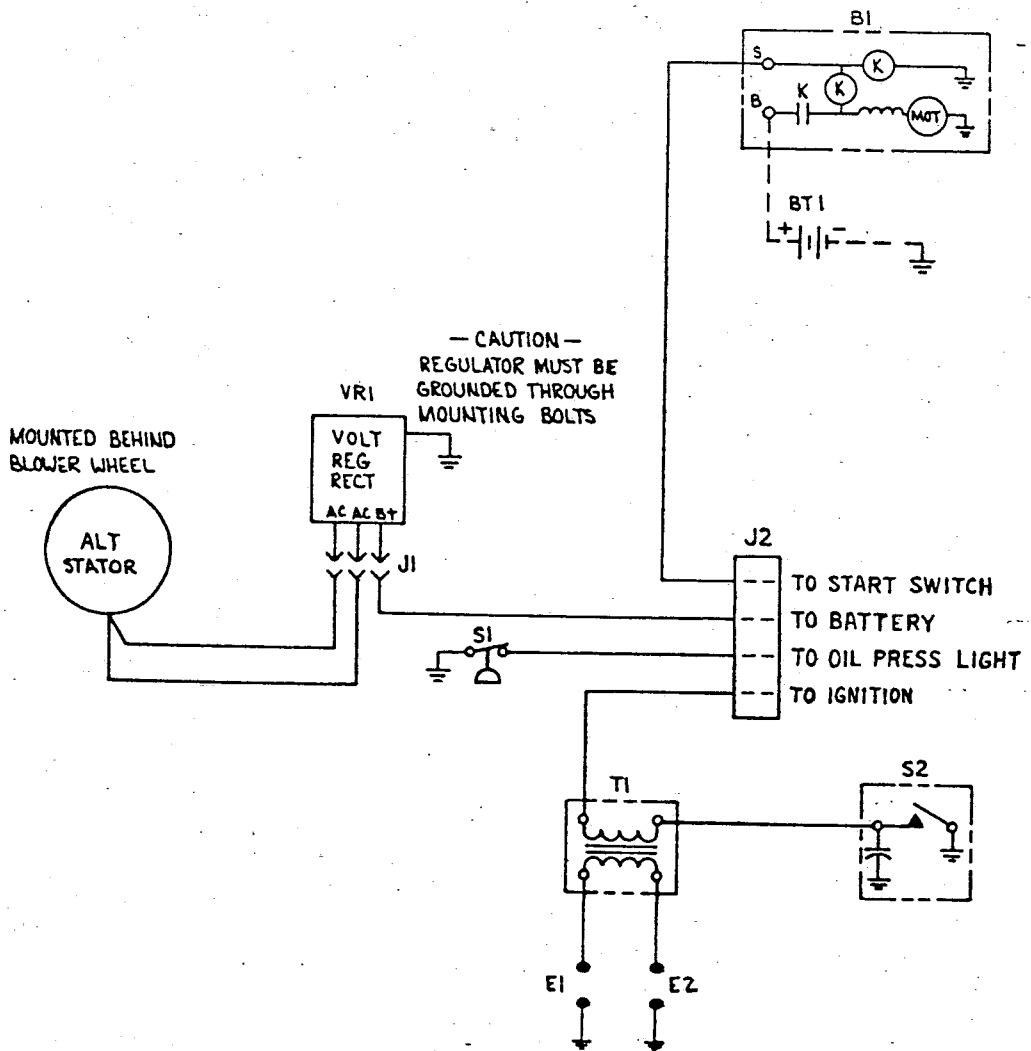 B1
S
K
K
K
B
MOT
BT1
+ -
— CAUTION —
REGULATOR MUST BE
GROUNDED THROUGH
MOUNTING BOLTS
VR1
MOUNTED BEHIND
BLOWER WHEEL
VOLT
REG
RECT
AC AC B+
ALT
STATOR
J1
J2
TO START SWITCH
TO BATTERY
S1
TO OIL PRESS LIGHT
TO IGNITION
T1
S2
E1
E2